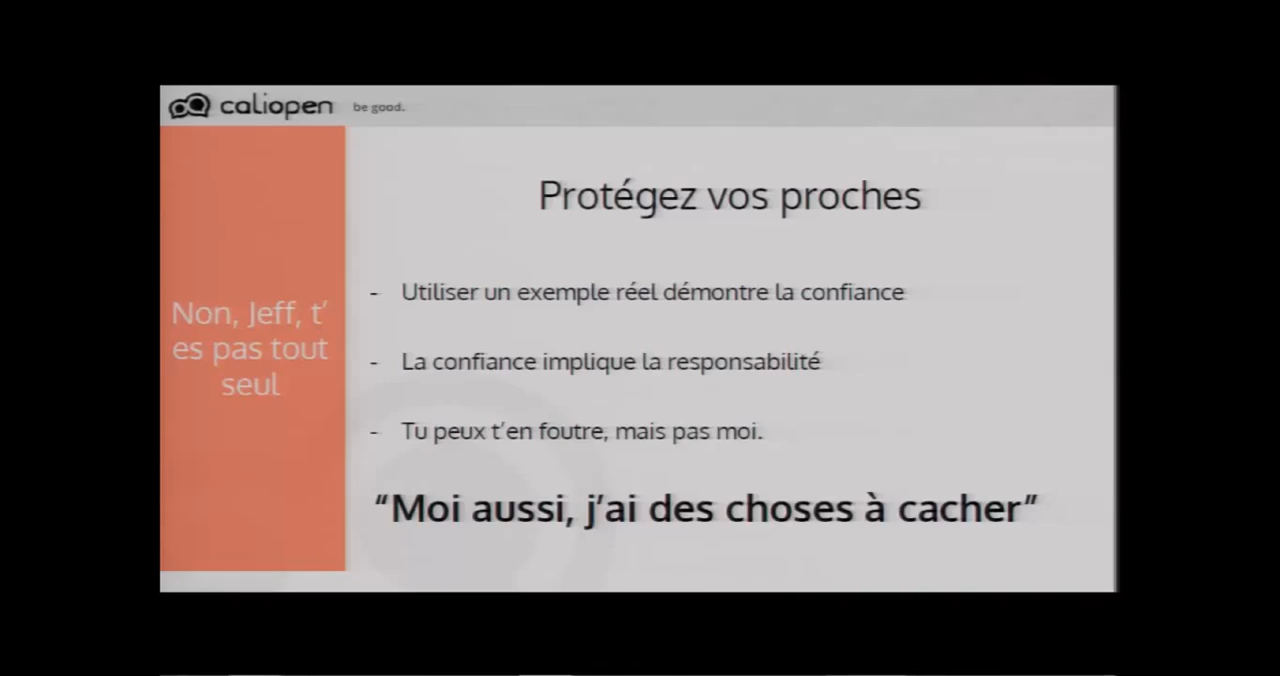 caliopen be good.
Protégez vos proches
Non, Jeff, t'
es pas tout
seul
- Utiliser un exemple réel démontre la confiance
- La confiance implique la responsabilité
- Tu peux t'en foutre, mais pas moi.
“Moi aussi, j'ai des choses à cacher”